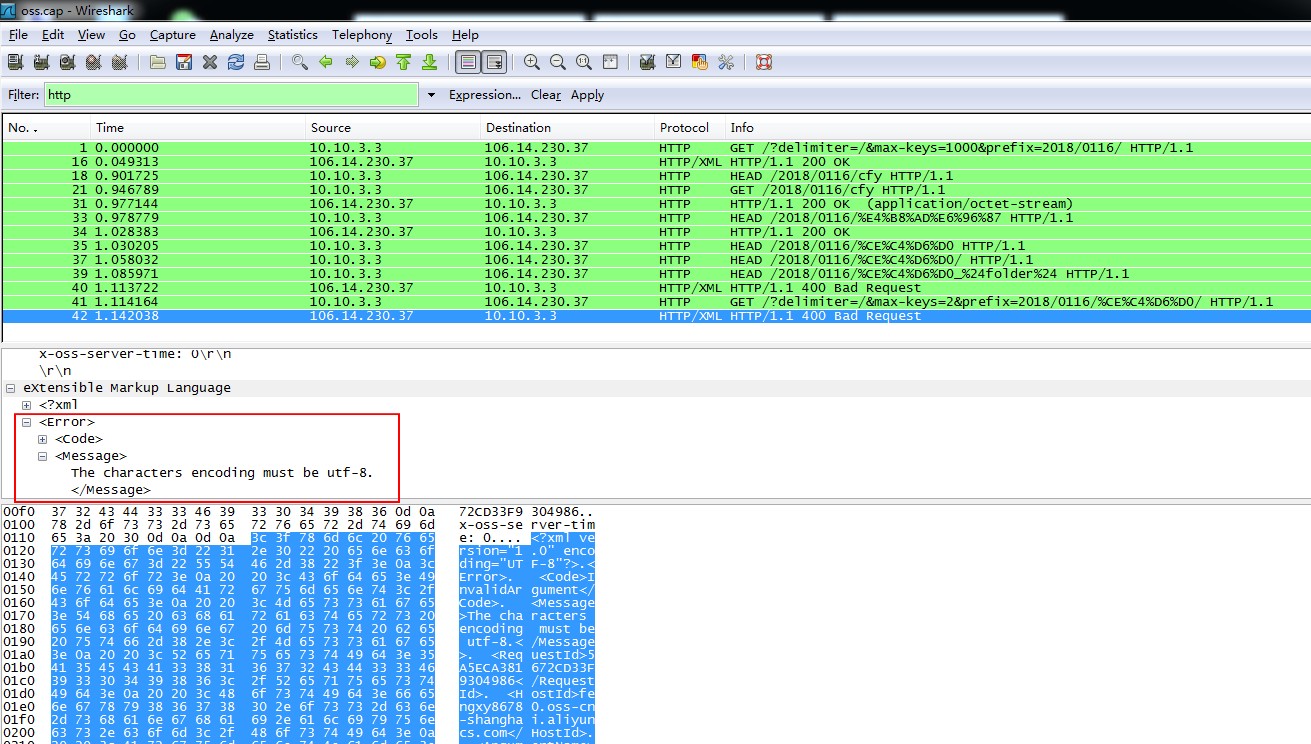 oss.cap - Wireshark
File Edit View Go Capture Analyze Statistics Telephony Tools Help
Filter: http Expression... Clear Apply
No. . Time Source Destination Protocol Info
1 0.000000 10.10.3.3 106.14.230.37 HTTP GET /?delimiter=/&max-keys=1000&prefix=2018/0116/ HTTP/1.1
16 0.049313 106.14.230.37 10.10.3.3 HTTP/XML HTTP/1.1 200 OK
18 0.901725 10.10.3.3 106.14.230.37 HTTP HEAD /2018/0116/cfy HTTP/1.1
21 0.946789 10.10.3.3 106.14.230.37 HTTP GET /2018/0116/cfy HTTP/1.1
31 0.977144 106.14.230.37 10.10.3.3 HTTP HTTP/1.1 200 OK (application/octet-stream)
33 0.978779 10.10.3.3 106.14.230.37 HTTP HEAD /2018/0116/%E4%B8%AD%E6%96%87 HTTP/1.1
34 1.028383 106.14.230.37 10.10.3.3 HTTP HTTP/1.1 200 OK
35 1.030205 10.10.3.3 106.14.230.37 HTTP HEAD /2018/0116/%CE%C4%D6%D0 HTTP/1.1
37 1.058032 10.10.3.3 106.14.230.37 HTTP HEAD /2018/0116/%CE%C4%D6%D0/ HTTP/1.1
39 1.085971 10.10.3.3 106.14.230.37 HTTP HEAD /2018/0116/%CE%C4%D6%D0_%24folder%24 HTTP/1.1
40 1.113722 106.14.230.37 10.10.3.3 HTTP/XML HTTP/1.1 400 Bad Request
41 1.114164 10.10.3.3 106.14.230.37 HTTP GET /?delimiter=/&max-keys=2&prefix=2018/0116/%CE%C4%D6%D0/ HTTP/1.1
42 1.142038 106.14.230.37 10.10.3.3 HTTP/XML HTTP/1.1 400 Bad Request
x-oss-server-time: 0\r\n
\r\n
eXtensible Markup Language
<?xml
<Error>
<Code>
<Message>
The characters encoding must be utf-8.
</Message>
00f0 37 32 43 44 33 33 46 39 33 30 34 39 38 36 0d 0a 72CD33F9 304986..
0100 78 2d 6f 73 73 2d 73 65 72 76 65 72 2d 74 69 6d x-oss-se rver-tim
0110 65 3a 20 30 0d 0a 0d 0a 3c 3f 78 6d 6c 20 76 65 e: 0.... <?xml ve
0120 72 73 69 6f 6e 3d 22 31 2e 30 22 20 65 6e 63 6f rsion="1 .0" enco
0130 64 69 6e 67 3d 22 55 54 46 2d 38 22 3f 3e 0a 3c ding="UT F-8"?>.<
0140 45 72 72 6f 72 3e 0a 20 20 3c 43 6f 64 65 3e 49 Error>. <Code>I
0150 6e 76 61 6c 69 64 41 72 67 75 6d 65 6e 74 3c 2f nvalidAr gument</
0160 43 6f 64 65 3e 0a 20 20 3c 4d 65 73 73 61 67 65 Code>. <Message
0170 3e 54 68 65 20 63 68 61 72 61 63 74 65 72 73 20 >The cha racters
0180 65 6e 63 6f 64 69 6e 67 20 6d 75 73 74 20 62 65 encoding must be
0190 20 75 74 66 2d 38 2e 3c 2f 4d 65 73 73 61 67 65 utf-8.< /Message
01a0 3e 0a 20 20 3c 52 65 71 75 65 73 74 49 64 3e 35 >. <Req uestId>5
01b0 41 35 45 43 41 33 38 31 36 37 32 43 44 33 33 46 A5ECA381 672CD33F
01c0 39 33 30 34 39 38 36 3c 2f 52 65 71 75 65 73 74 9304986< /Request
01d0 49 64 3e 0a 20 20 3c 48 6f 73 74 49 64 3e 66 65 Id>. <H ostId>fe
01e0 6e 67 78 79 38 36 37 38 30 2e 6f 73 73 2d 63 6e ngxy8678 0.oss-cn
01f0 2d 73 68 61 6e 67 68 61 69 2e 61 6c 69 79 75 6e -shangha i.aliyun
0200 63 73 2e 63 6f 6d 3c 2f 48 6f 73 74 49 64 3e 0a cs.com</ HostId>.